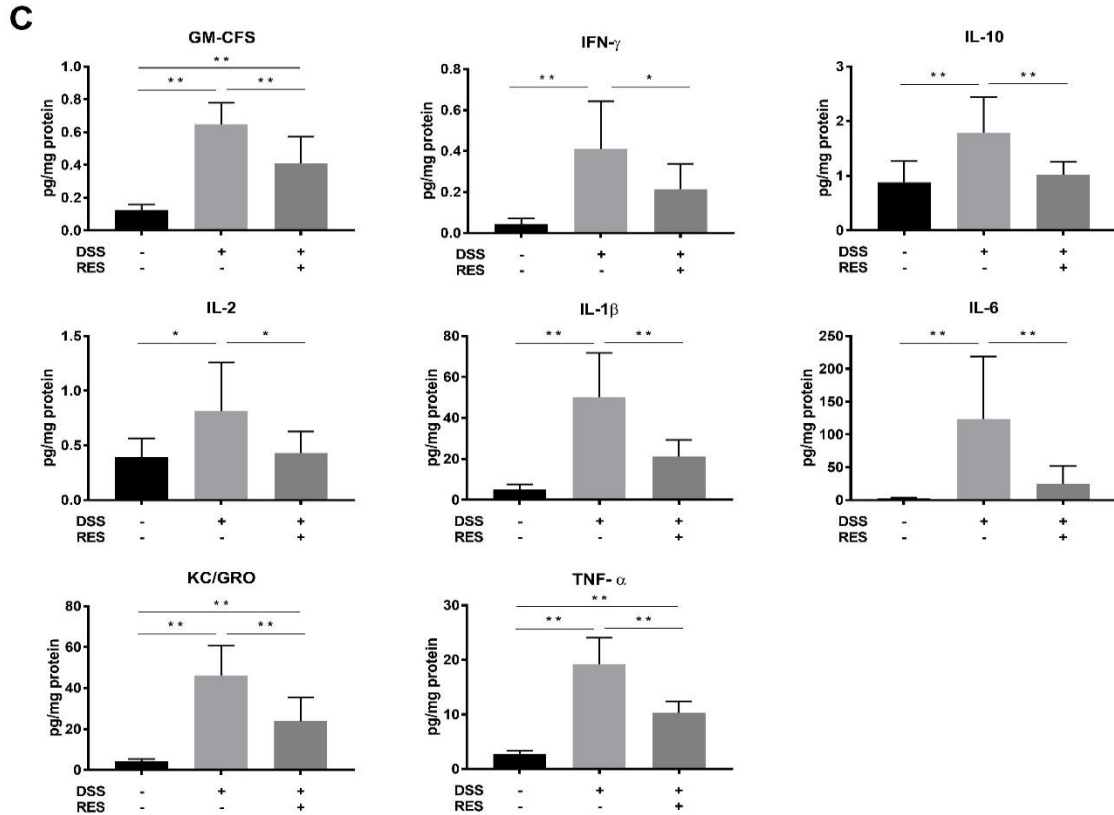 C
GM-CFS
pg/mg protein
1.0
0.8
0.6
0.4
0.2
0.0
** 
** **
DSS - + +
RES - - +
IFN-γ
pg/mg protein
0.8
0.6
0.4
0.2
0.0
** *
DSS - + +
RES - - +
IL-10
pg/mg protein
3
2
1
0
** **
DSS - + +
RES - - +
IL-2
pg/mg protein
1.5
1.0
0.5
0.0
* *
DSS - + +
RES - - +
IL-1β
pg/mg protein
80
60
40
20
0
** **
DSS - + +
RES - - +
IL-6
pg/mg protein
250
200
150
100
50
0
** **
DSS - + +
RES - - +
KC/GRO
pg/mg protein
80
60
40
20
0
**
** **
DSS - + +
RES - - +
TNF- α
pg/mg protein
30
20
10
0
**
** **
DSS - + +
RES - - +